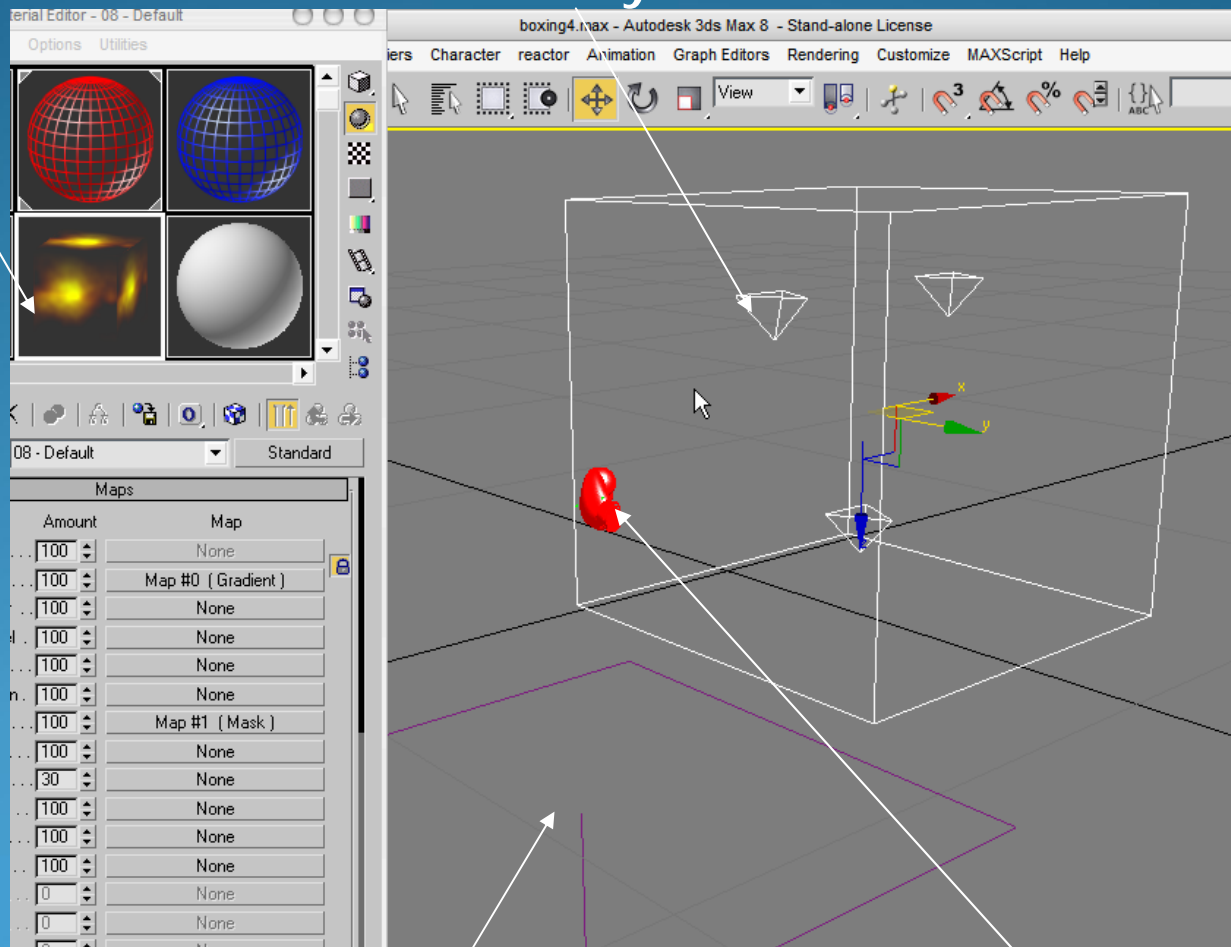 terial Editor - 08 - Default
Options Utilities
boxing4.max - Autodesk 3ds Max 8 - Stand-alone License
iers Character reactor Animation Graph Editors Rendering Customize MAXScript Help
View
3
%
{}
ABC
x
y
08 - Default
Standard
Maps
Amount Map
. . . 100 None
. . . 100 Map #0 ( Gradient )
. . 100 None
el . 100 None
. . . 100 None
n . 100 None
. . . 100 Map #1 ( Mask )
. . . 100 None
. . . 30 None
. . 100 None
. . . 100 None
. . 100 None
. . . 0 None
. . . 0 None